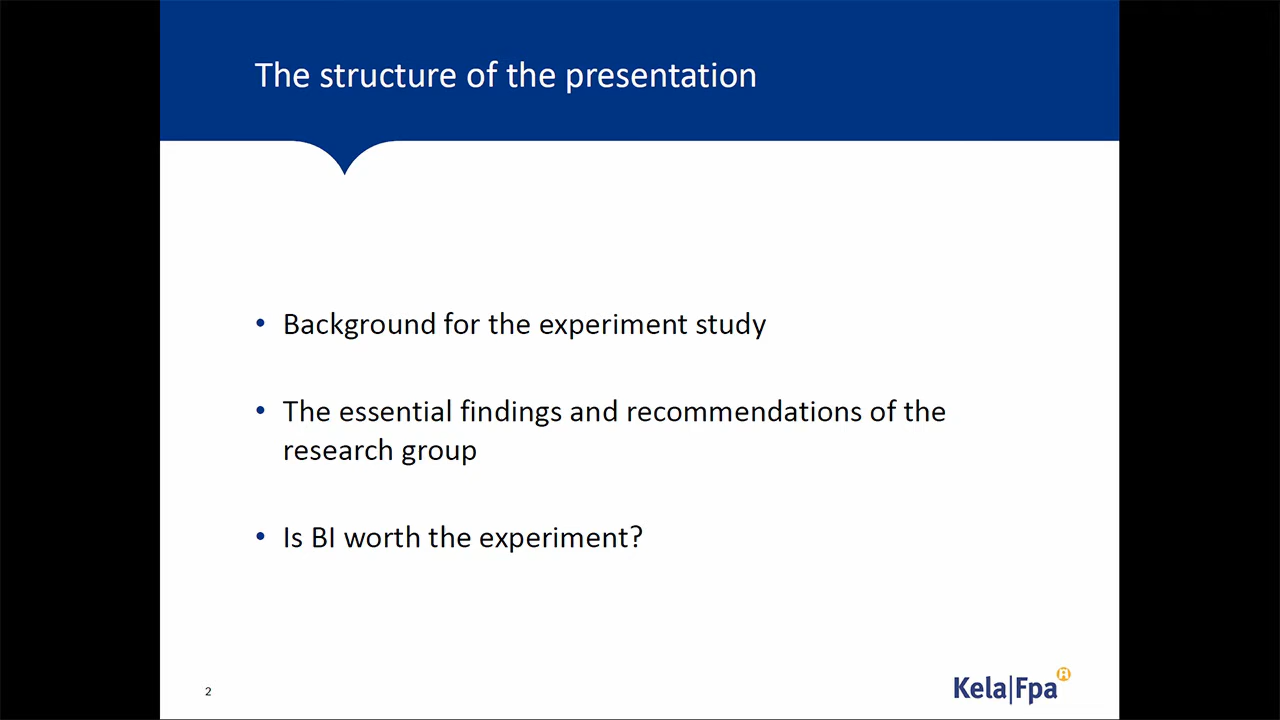 The structure of the presentation
• Background for the experiment study
• The essential findings and recommendations of the
research group
• Is BI worth the experiment?
2
Kela|Fpa